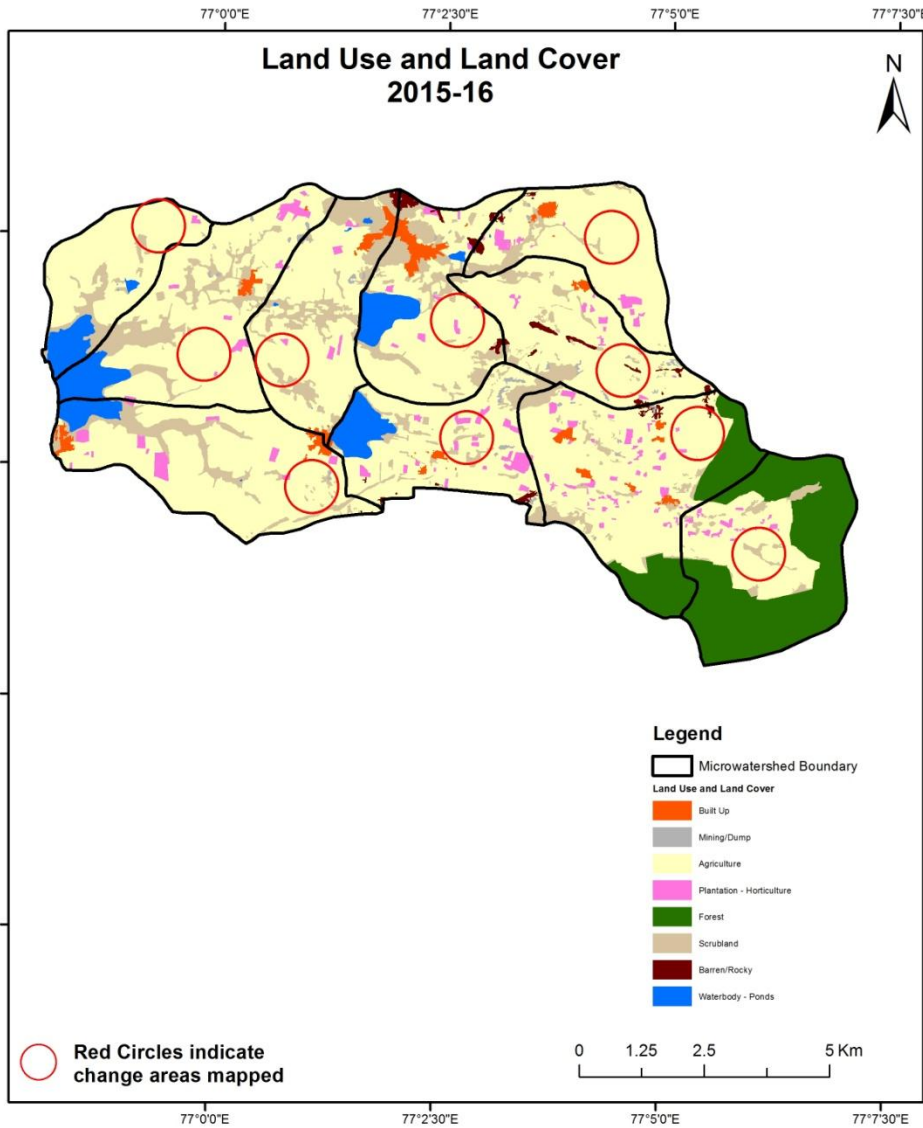 77°0'0"E 77°2'30"E 77°5'0"E 77°7'30"E
Land Use and Land Cover
2015-16
N
Legend
Microwatershed Boundary
Land Use and Land Cover
Built Up
Mining/Dump
Agriculture
Plantation - Horticulture
Forest
Scrubland
Barren/Rocky
Waterbody - Ponds
Red Circles indicate
change areas mapped
0 1.25 2.5 5 Km
77°0'0"E 77°2'30"E 77°5'0"E 77°7'30"E